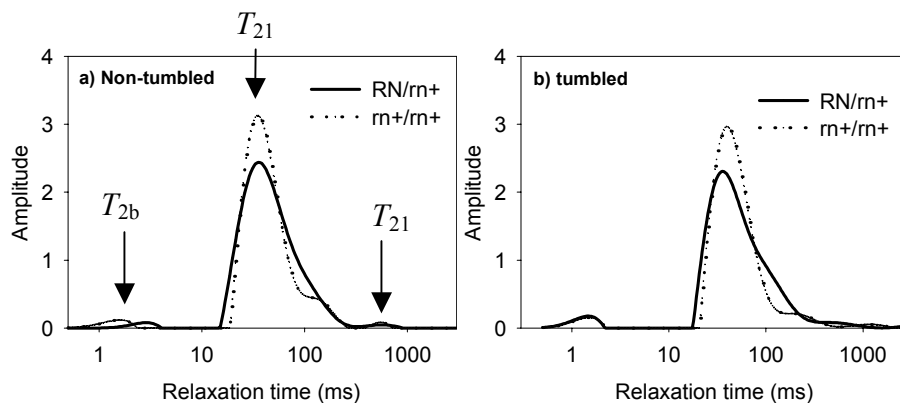 T21
a) Non-tumbled
RN/rn+
rn+/rn+
T2b
T21
Amplitude
4
3
2
1
0
1 10 100 1000
Relaxation time (ms)
b) tumbled
RN/rn+
rn+/rn+
Amplitude
4
3
2
1
0
1 10 100 1000
Relaxation time (ms)